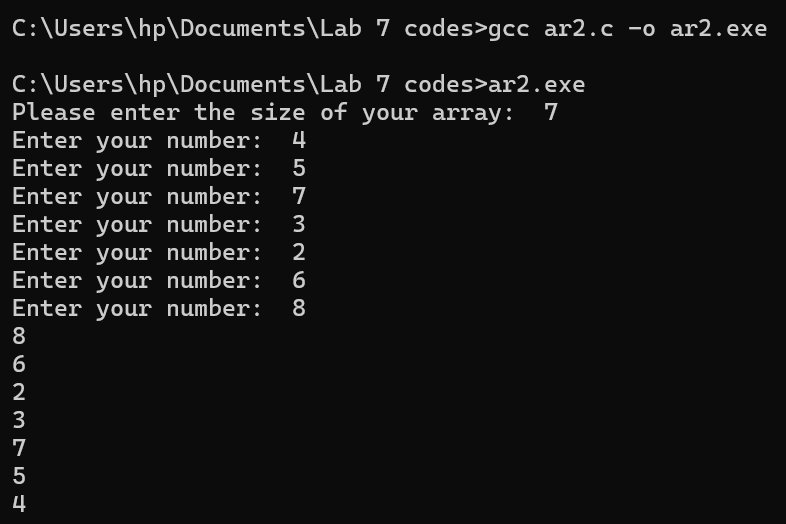 C:\Users\hp\Documents\Lab 7 codes>gcc ar2.c -o ar2.exe
C:\Users\hp\Documents\Lab 7 codes>ar2.exe
Please enter the size of your array:  7
Enter your number:  4
Enter your number:  5
Enter your number:  7
Enter your number:  3
Enter your number:  2
Enter your number:  6
Enter your number:  8
8
6
2
3
7
5
4